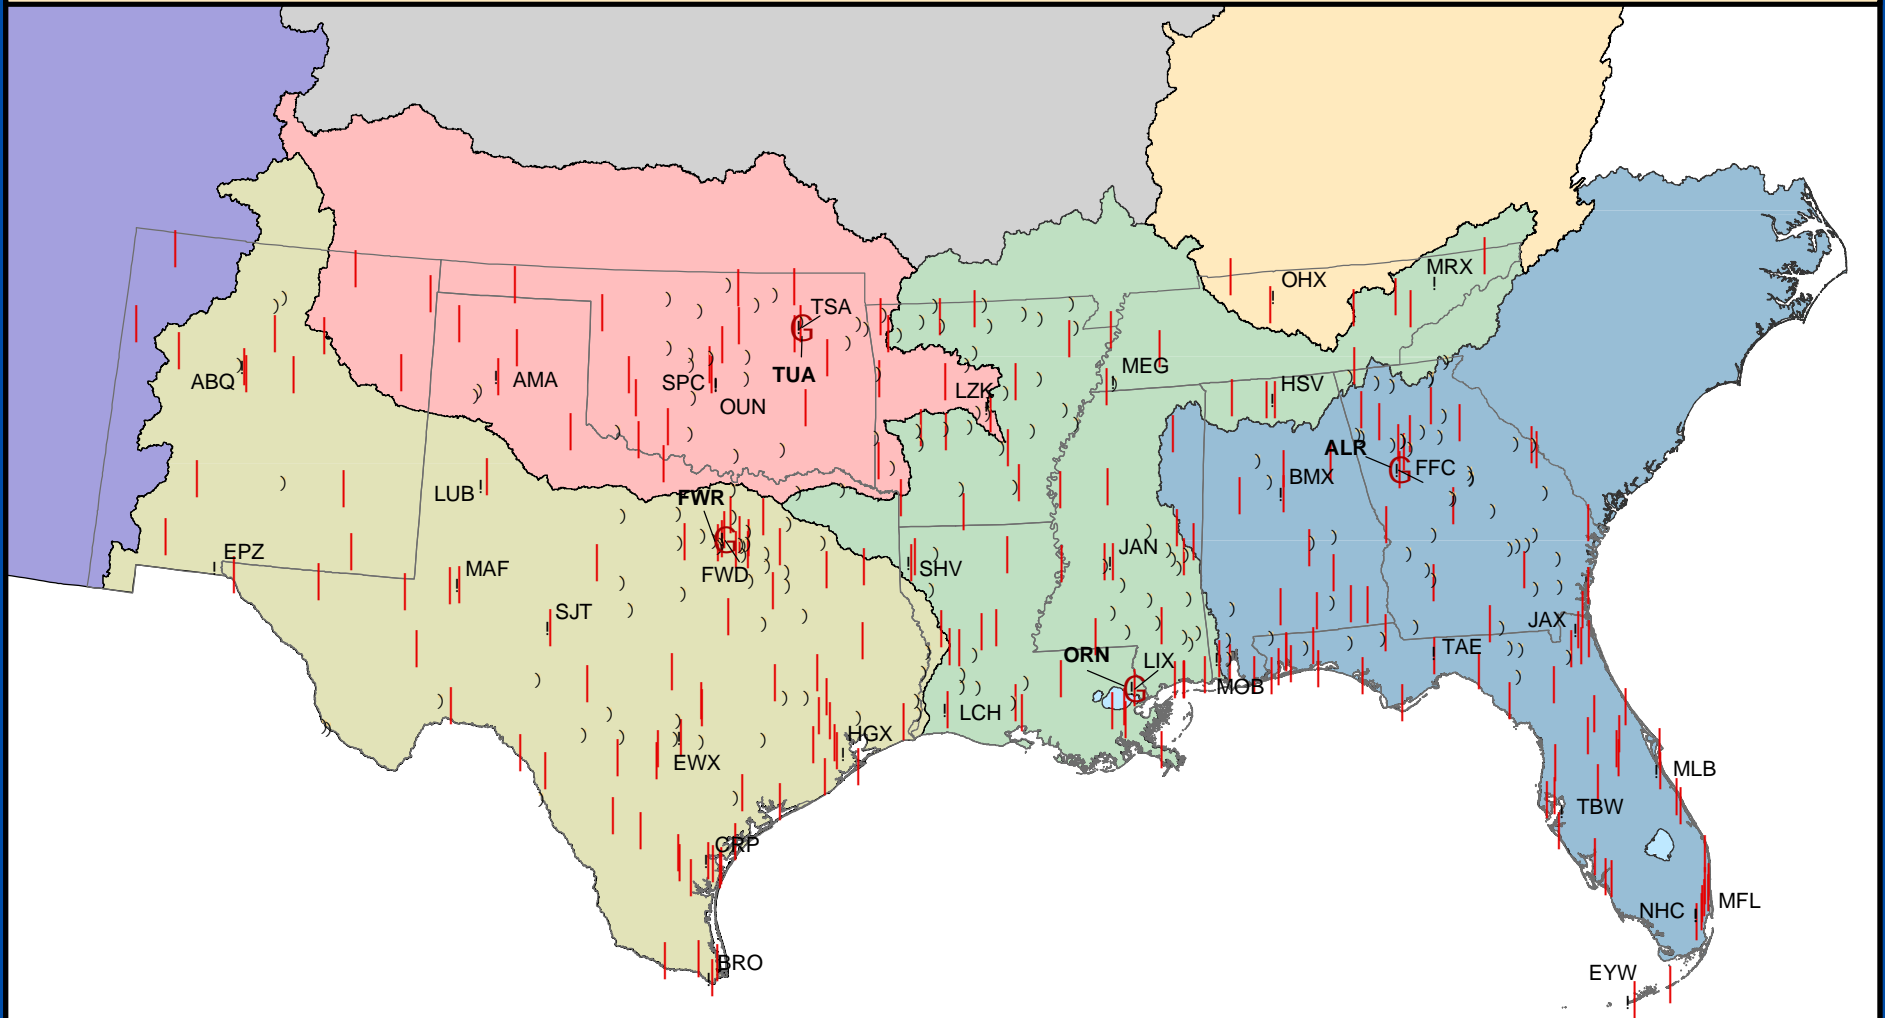 OHX
MRX
TSA
G
MEG
ABQ
AMA
SPC
TUA
OUN
LZK
HSV
ALR
G
FFC
BMX
LUB
FWR
G
FWD
EPZ
MAF
SHV
JAN
SJT
JAX
TAE
ORN
LIX
G
MOB
LCH
HGX
EWX
MLB
TBW
CRP
NHC
MFL
BRO
EYW